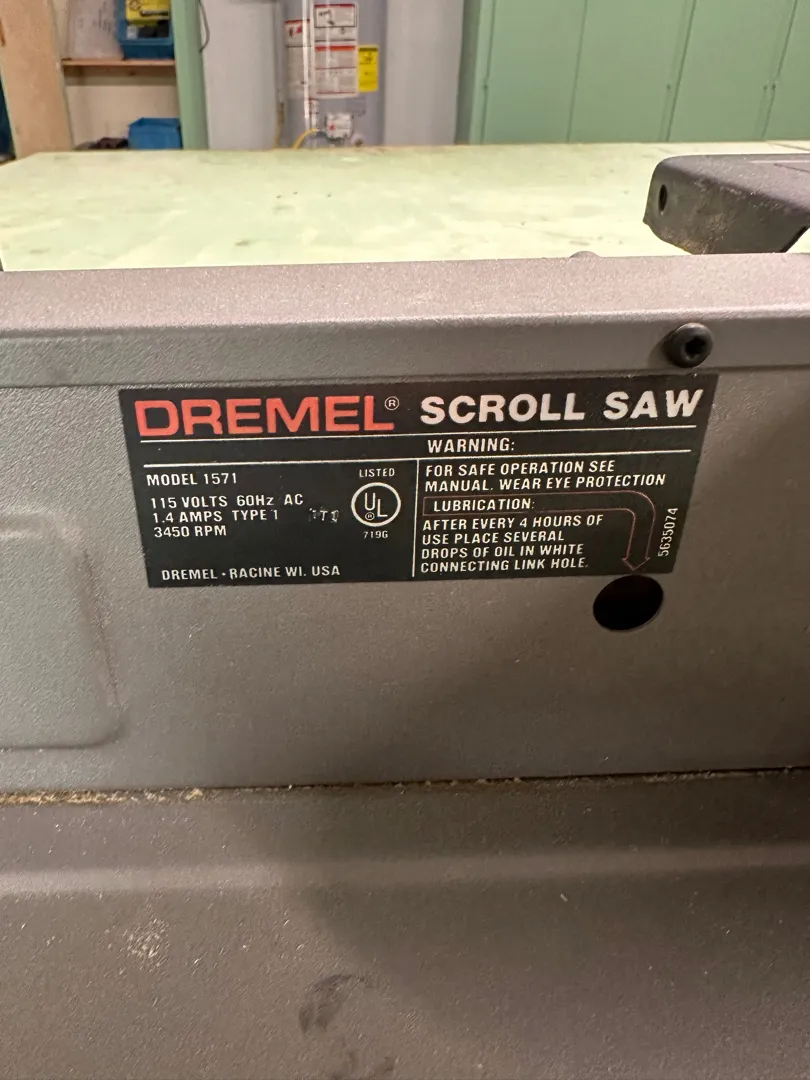 DREMEL® SCROLL SAW
WARNING:
MODEL 1571
115 VOLTS 60Hz AC
1.4 AMPS TYPE 1
3450 RPM
LISTED
UL
®
719G
DREMEL · RACINE WI. USA
FOR SAFE OPERATION SEE
MANUAL. WEAR EYE PROTECTION
LUBRICATION:
AFTER EVERY 4 HOURS OF
USE PLACE SEVERAL
DROPS OF OIL IN WHITE
CONNECTING LINK HOLE.
5635074